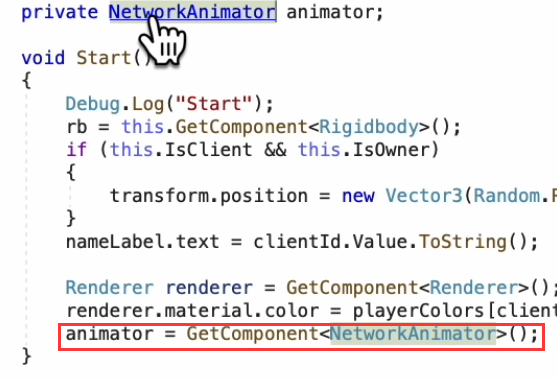 private NetworkAnimator animator;
void Start()
{
Debug.Log("Start");
rb = this.GetComponent<Rigidbody>();
if (this.IsClient && this.IsOwner)
{
transform.position = new Vector3(Random.
}
nameLabel.text = clientId.Value.ToString();
Renderer renderer = GetComponent<Renderer>();
renderer.material.color = playerColors[client
animator = GetComponent<NetworkAnimator>();
}